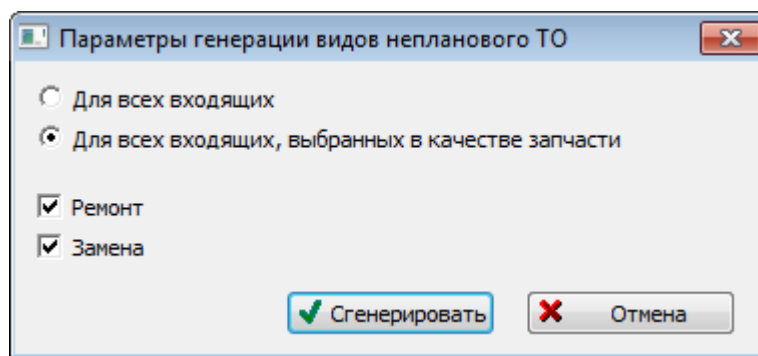 Параметры генерации видов непланового ТО
Для всех входящих
Для всех входящих, выбранных в качестве запчасти
Ремонт
Замена
Сгенерировать
Отмена